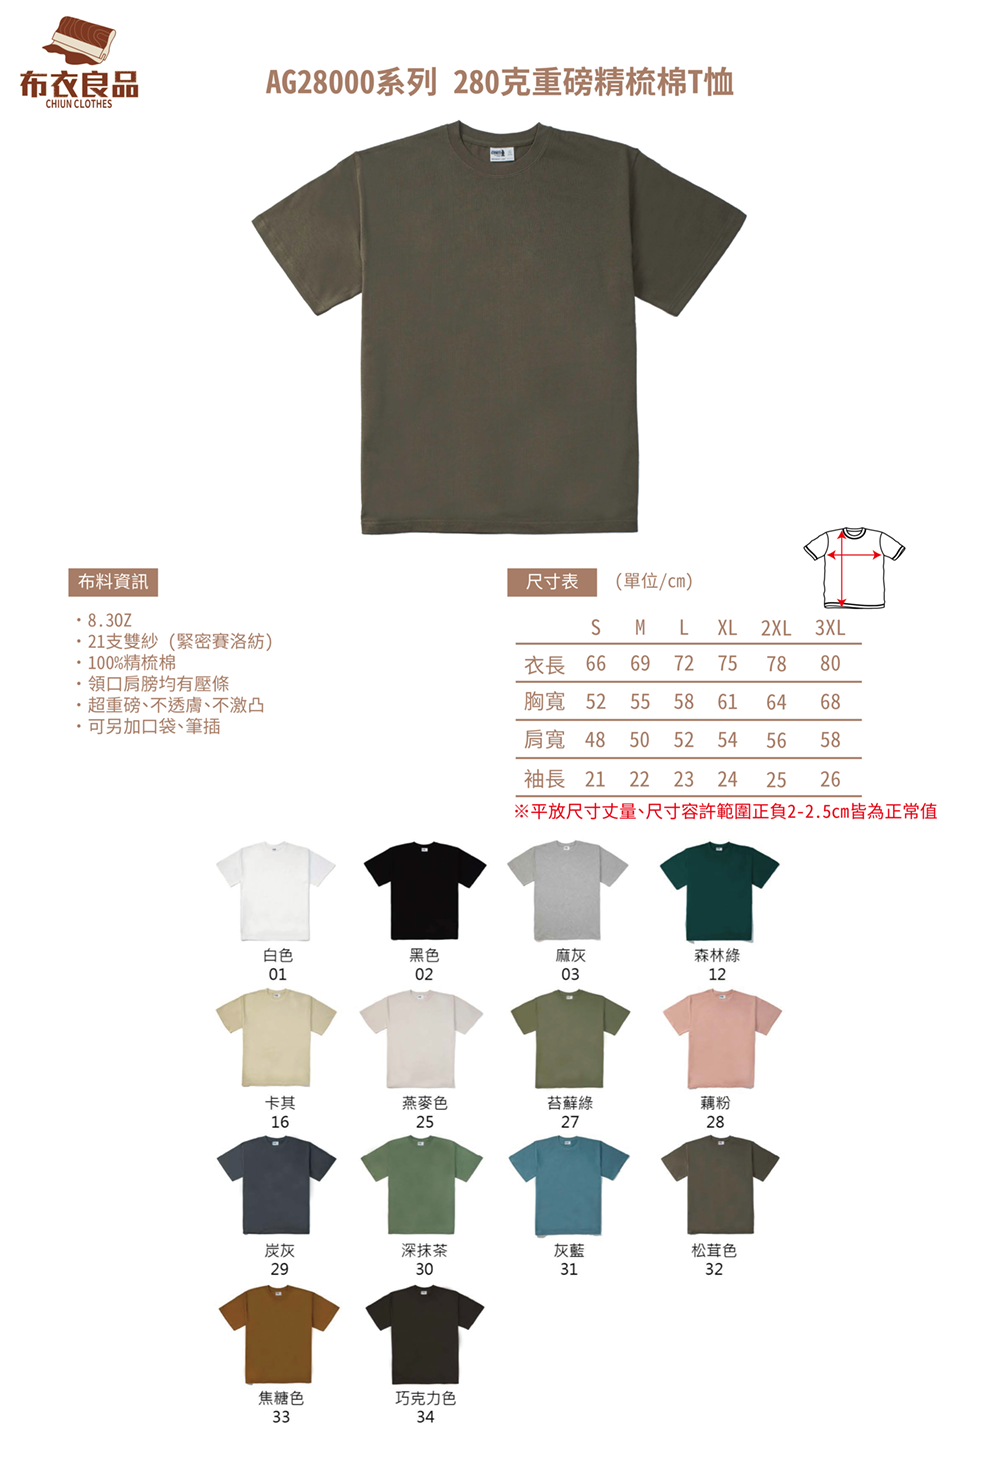 布衣良品
CHIUN CLOTHES
AG28000系列 280克重磅精梳棉T恤
布料資訊
・8.3OZ
・21支雙紗 (緊密賽洛紡)
・100%精梳棉
・領口肩膀均有壓條
・超重磅、不透膚、不激凸
・可另加口袋、筆插
尺寸表 (單位/cm)
S M L XL 2XL 3XL
衣長 66 69 72 75 78 80
胸寬 52 55 58 61 64 68
肩寬 48 50 52 54 56 58
袖長 21 22 23 24 25 26
※平放尺寸丈量、尺寸容許範圍正負2-2.5cm皆為正常值
白色 黑色 麻灰 森林綠
01 02 03 12
卡其 燕麥色 苔蘚綠 藕粉
16 25 27 28
炭灰 深抹茶 灰藍 松茸色
29 30 31 32
焦糖色 巧克力色
33 34